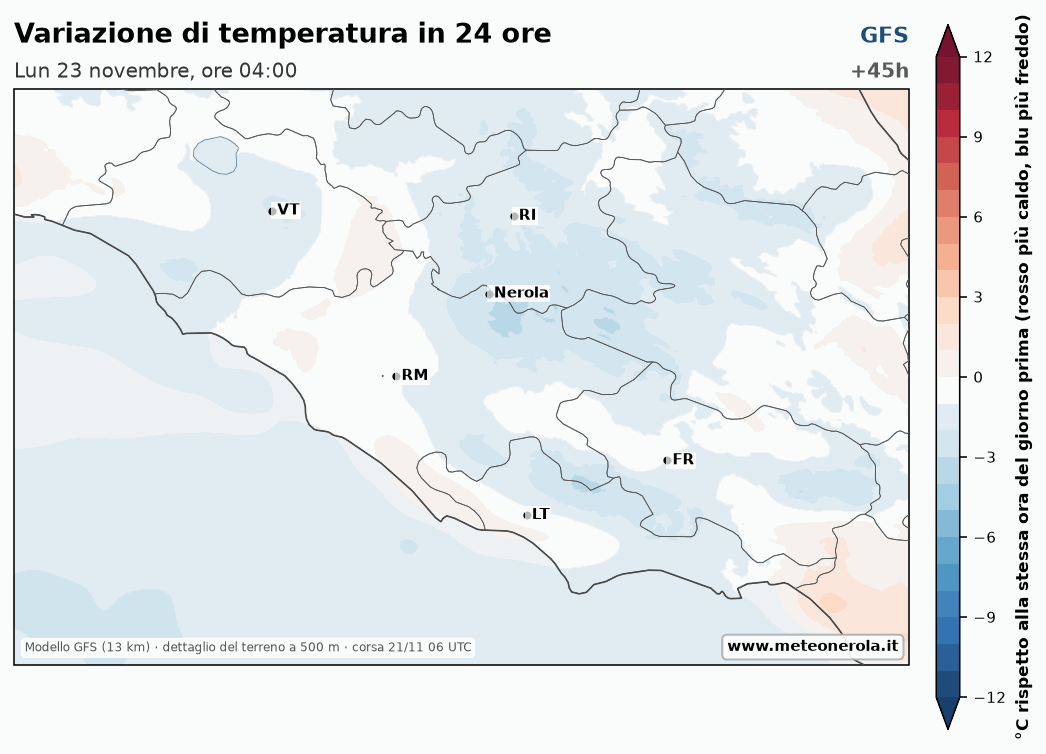 Variazione di temperatura in 24 ore
GFS
Lun 23 novembre, ore 04:00
+45h
VT
RI
Nerola
RM
FR
LT
Modello GFS (13 km) · dettaglio del terreno a 500 m · corsa 21/11 06 UTC
www.meteonerola.it
12
9
6
3
0
−3
−6
−9
−12
°C rispetto alla stessa ora del giorno prima (rosso più caldo, blu più freddo)